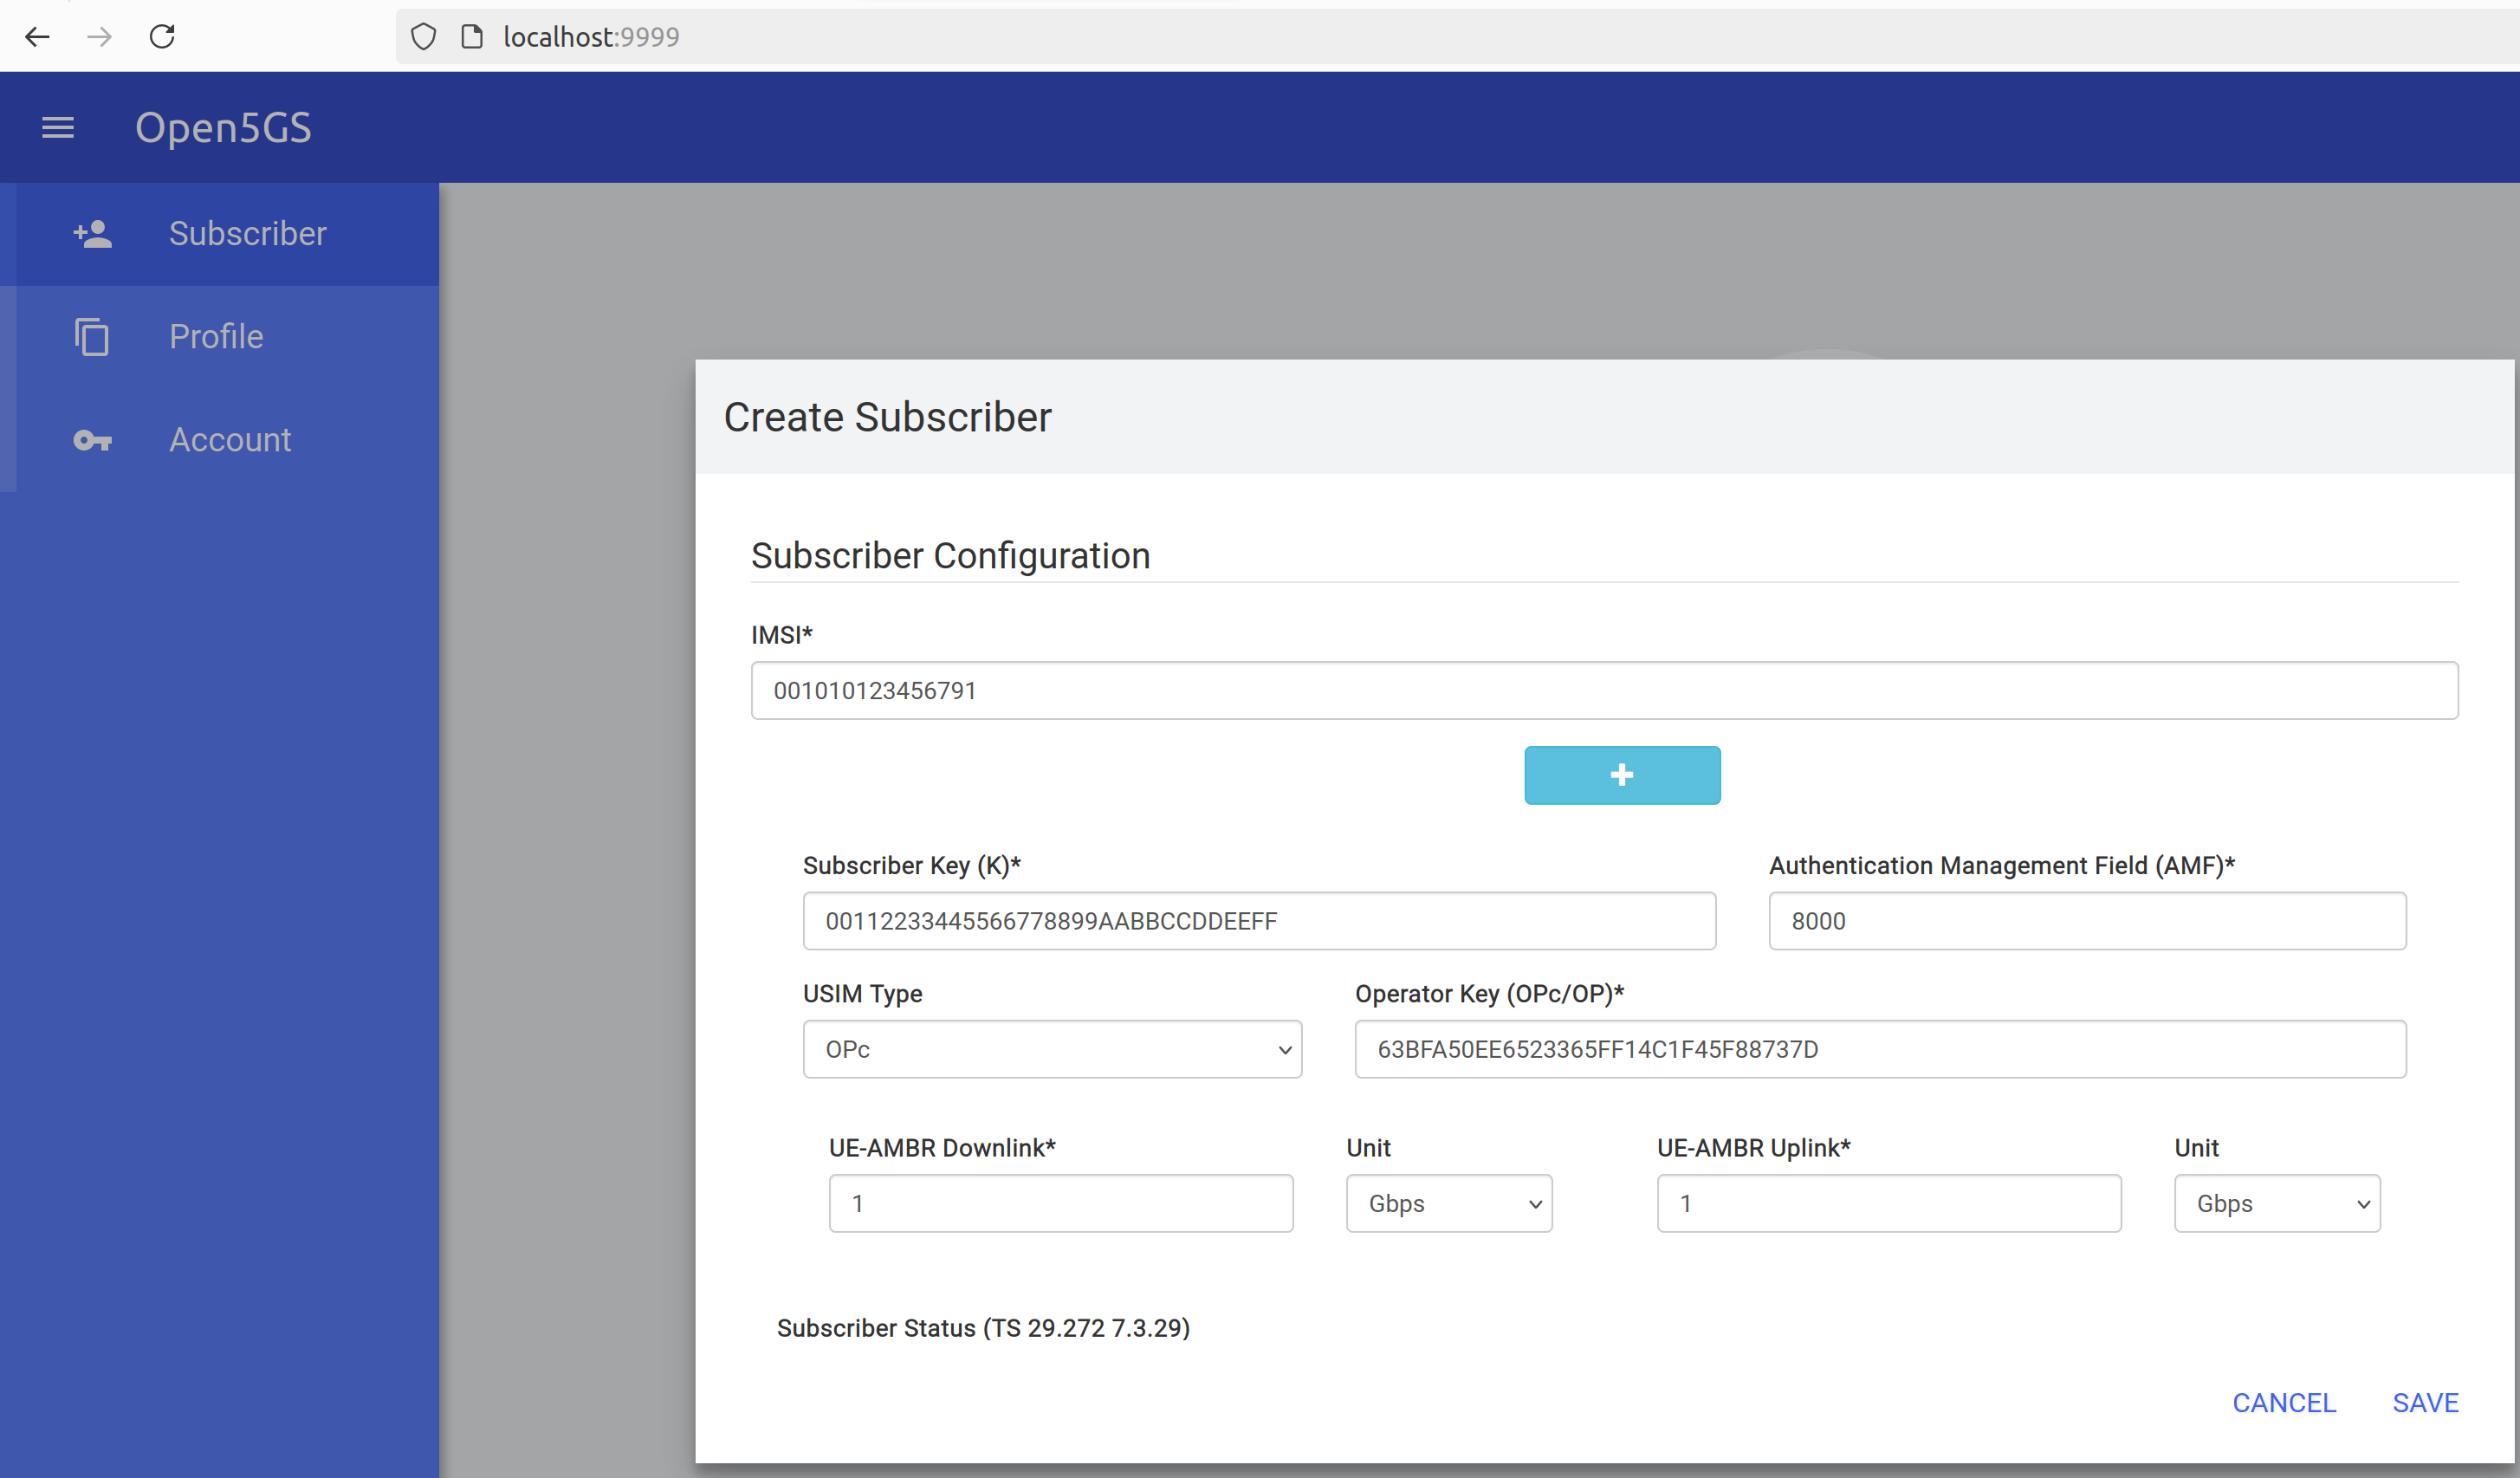 localhost:9999
Open5GS
Subscriber
Profile
Account
Create Subscriber
Subscriber Configuration
IMSI*
001010123456791
Subscriber Key (K)* Authentication Management Field (AMF)*
00112233445566778899AABBCCDDEEFF 8000
USIM Type Operator Key (OPc/OP)*
OPc 63BFA50EE6523365FF14C1F45F88737D
UE-AMBR Downlink* Unit UE-AMBR Uplink* Unit
1 Gbps 1 Gbps
Subscriber Status (TS 29.272 7.3.29)
CANCEL SAVE